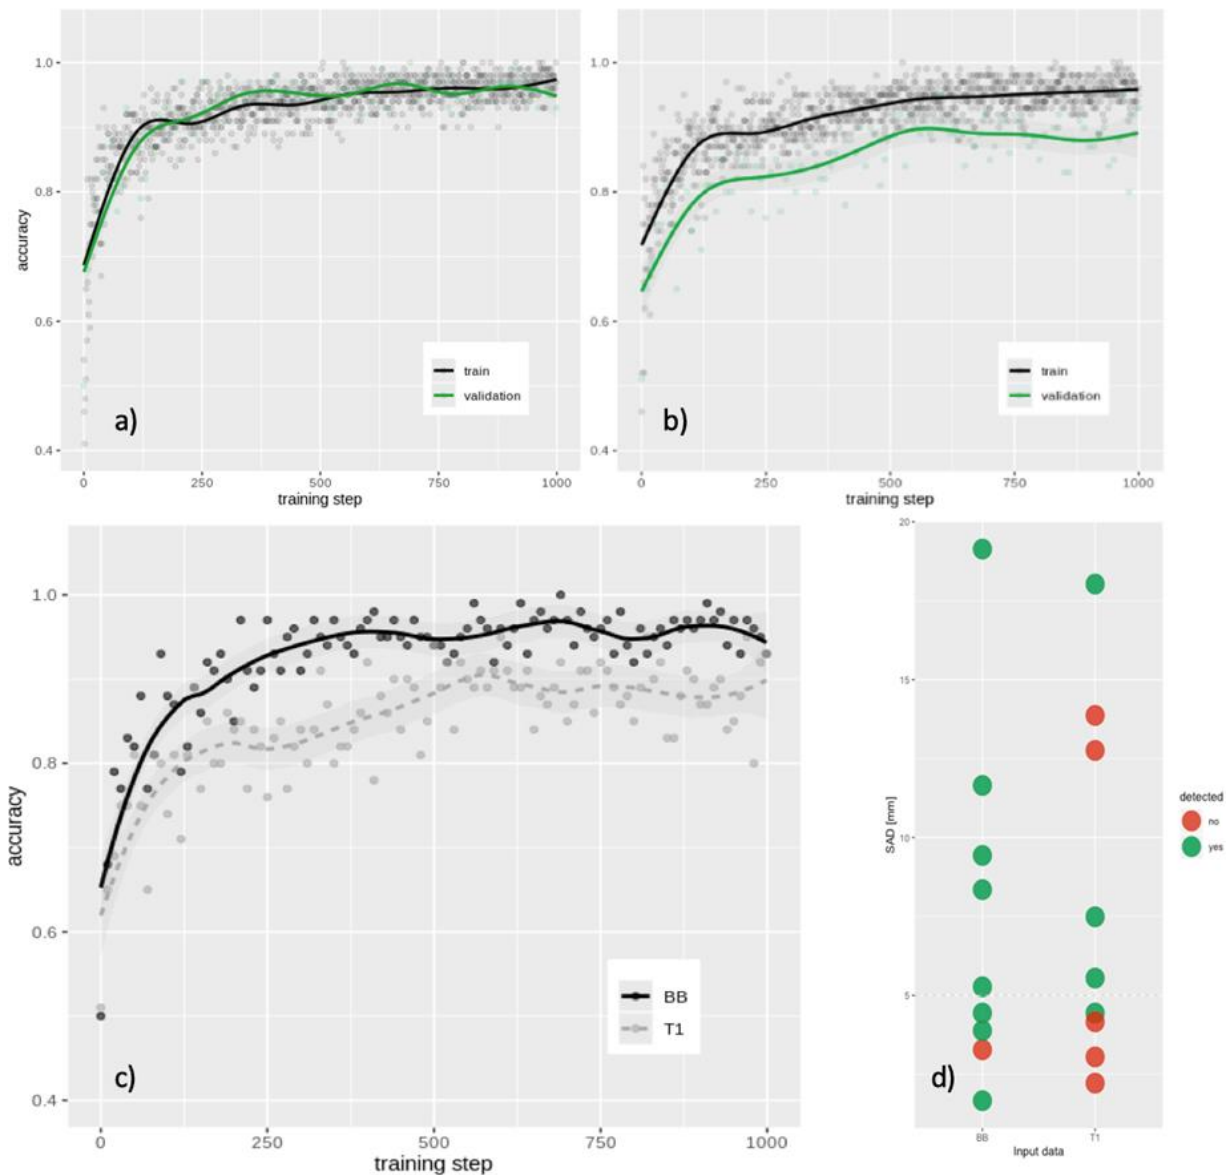 accuracy
1.0
0.8
0.6
0.4
train
validation
a)
0 250 500 750 1000
training step
1.0
0.8
0.6
0.4
train
validation
b)
0 250 500 750 1000
training step
accuracy
1.0
0.8
0.6
0.4
BB
T1
c)
0 250 500 750 1000
training step
SAD [mm]
20
15
10
5
d)
BB T1
Input data
detected
no
yes